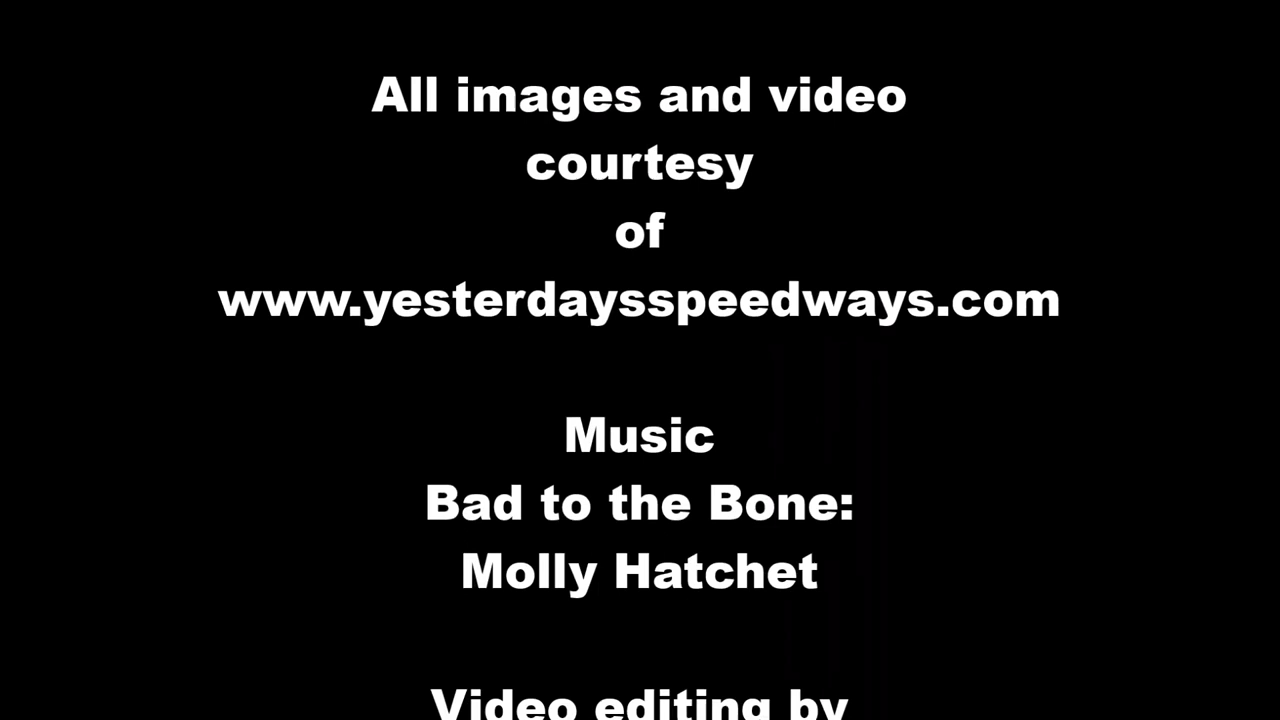 All images and video
courtesy
of
www.yesterdaysspeedways.com
Music
Bad to the Bone:
Molly Hatchet
Video editing by